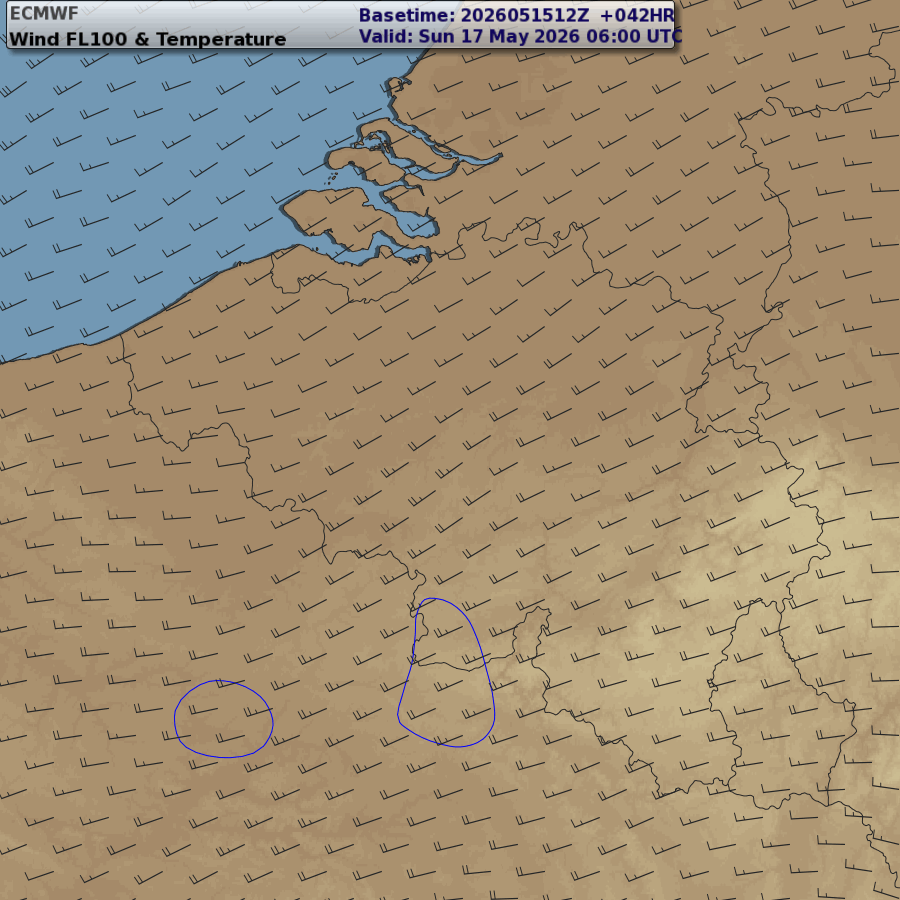 ECMWF
Basetime: 2026051512Z +042HR
Wind FL100 & Temperature
Valid: Sun 17 May 2026 06:00 UTC